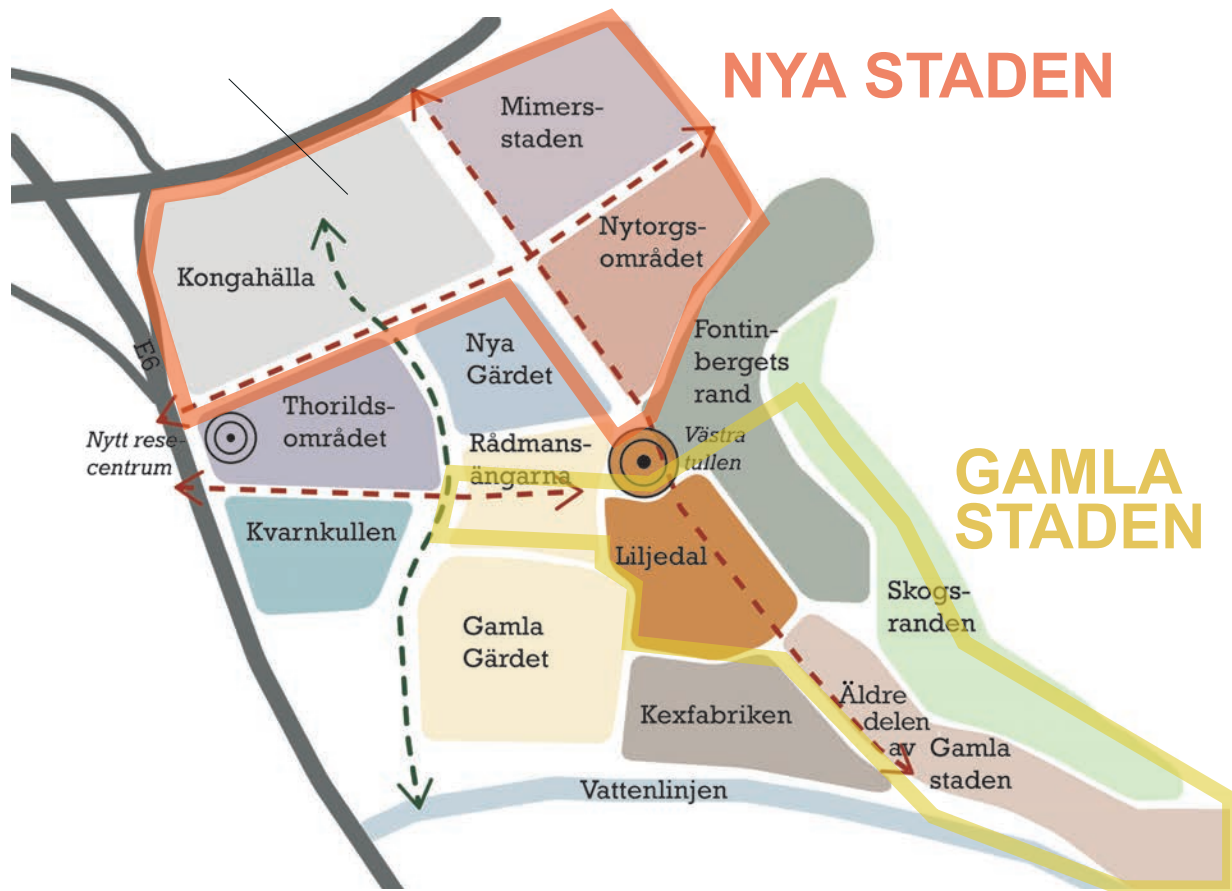 NYA STADEN
Mimers-
staden
Nytorgs-
området
Kongahälla
Fontin-
bergets
rand
Nya
Gärdet
E6
Thorilds-
området
Nytt rese-
centrum
Rådmans-
ängarna
Västra
tullen
GAMLA
STADEN
Kvarnkullen
Liljedal
Skogs-
randen
Gamla
Gärdet
Kexfabriken
Äldre
delen
av Gamla
staden
Vattenlinjen